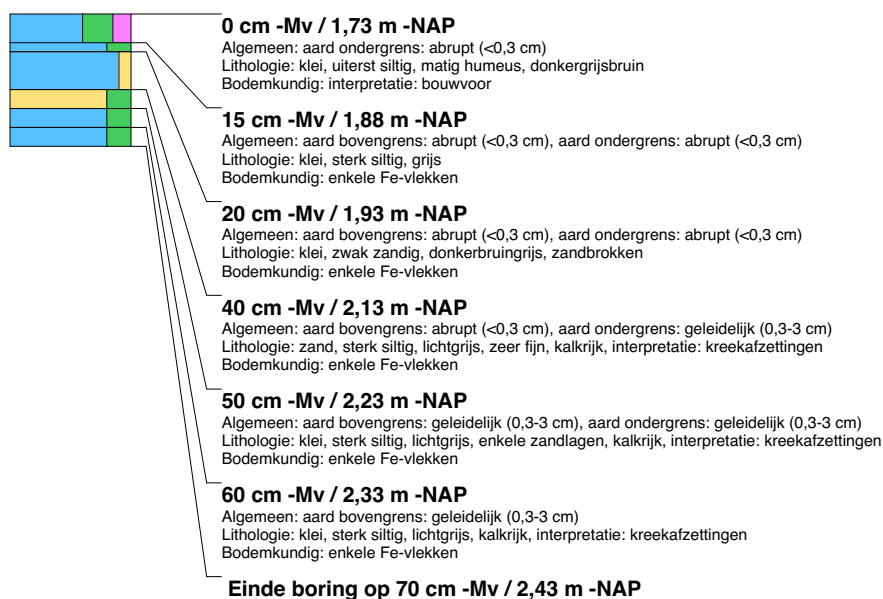 0 cm -Mv / 1,73 m -NAP
Algemeen: aard ondergrens: abrupt (<0,3 cm)
Lithologie: klei, uiterst siltig, matig humeus, donkergrijsbruin
Bodemkundig: interpretatie: bouwvoor
15 cm -Mv / 1,88 m -NAP
Algemeen: aard bovengrens: abrupt (<0,3 cm), aard ondergrens: abrupt (<0,3 cm)
Lithologie: klei, sterk siltig, grijs
Bodemkundig: enkele Fe-vlekken
20 cm -Mv / 1,93 m -NAP
Algemeen: aard bovengrens: abrupt (<0,3 cm), aard ondergrens: abrupt (<0,3 cm)
Lithologie: klei, zwak zandig, donkerbruingrijs, zandbrokken
Bodemkundig: enkele Fe-vlekken
40 cm -Mv / 2,13 m -NAP
Algemeen: aard bovengrens: abrupt (<0,3 cm), aard ondergrens: geleidelijk (0,3-3 cm)
Lithologie: zand, sterk siltig, lichtgrijs, zeer fijn, kalkrijk, interpretatie: kreekafzettingen
Bodemkundig: enkele Fe-vlekken
50 cm -Mv / 2,23 m -NAP
Algemeen: aard bovengrens: geleidelijk (0,3-3 cm), aard ondergrens: geleidelijk (0,3-3 cm)
Lithologie: klei, sterk siltig, lichtgrijs, enkele zandlagen, kalkrijk, interpretatie: kreekafzettingen
Bodemkundig: enkele Fe-vlekken
60 cm -Mv / 2,33 m -NAP
Algemeen: aard bovengrens: geleidelijk (0,3-3 cm)
Lithologie: klei, sterk siltig, lichtgrijs, kalkrijk, interpretatie: kreekafzettingen
Bodemkundig: enkele Fe-vlekken
Einde boring op 70 cm -Mv / 2,43 m -NAP